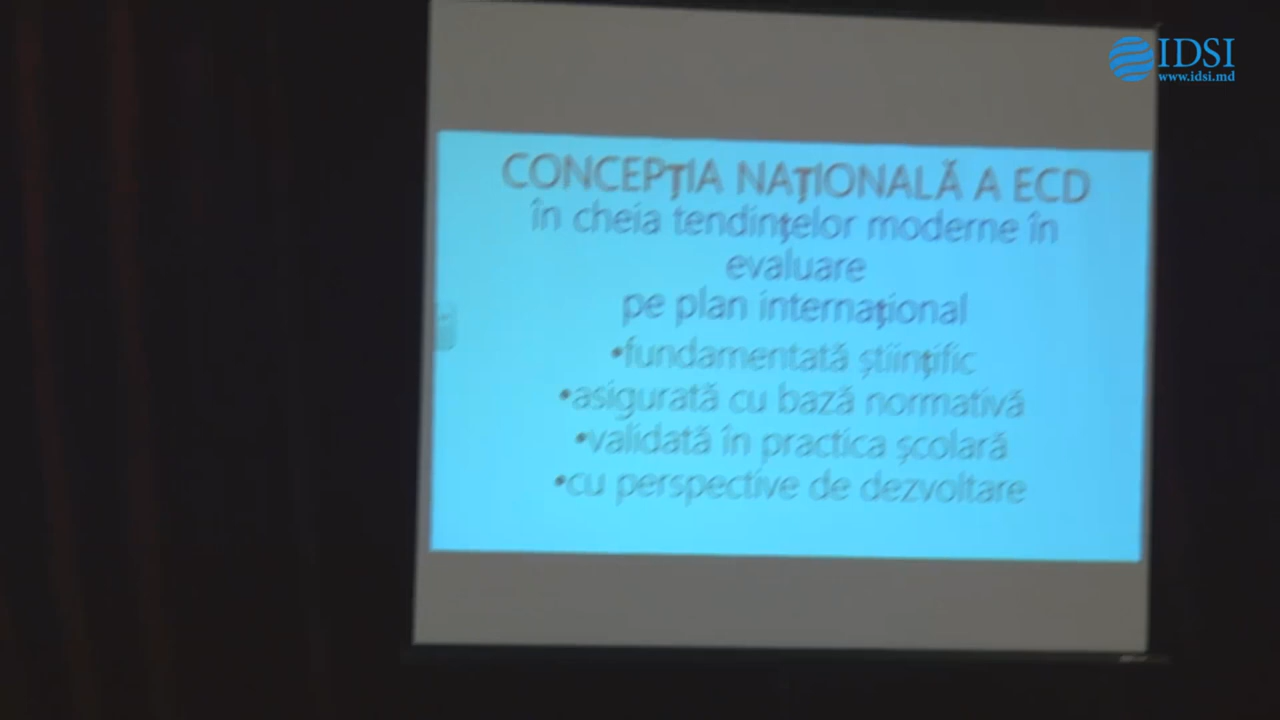 IDSI
www.idsi.md
CONCEPȚIA NAȚIONALĂ A ECD
în cheia tendințelor moderne în
evaluare
pe plan internațional
•fundamentată științific
•asigurată cu bază normativă
•validată în practica școlară
•cu perspective de dezvoltare